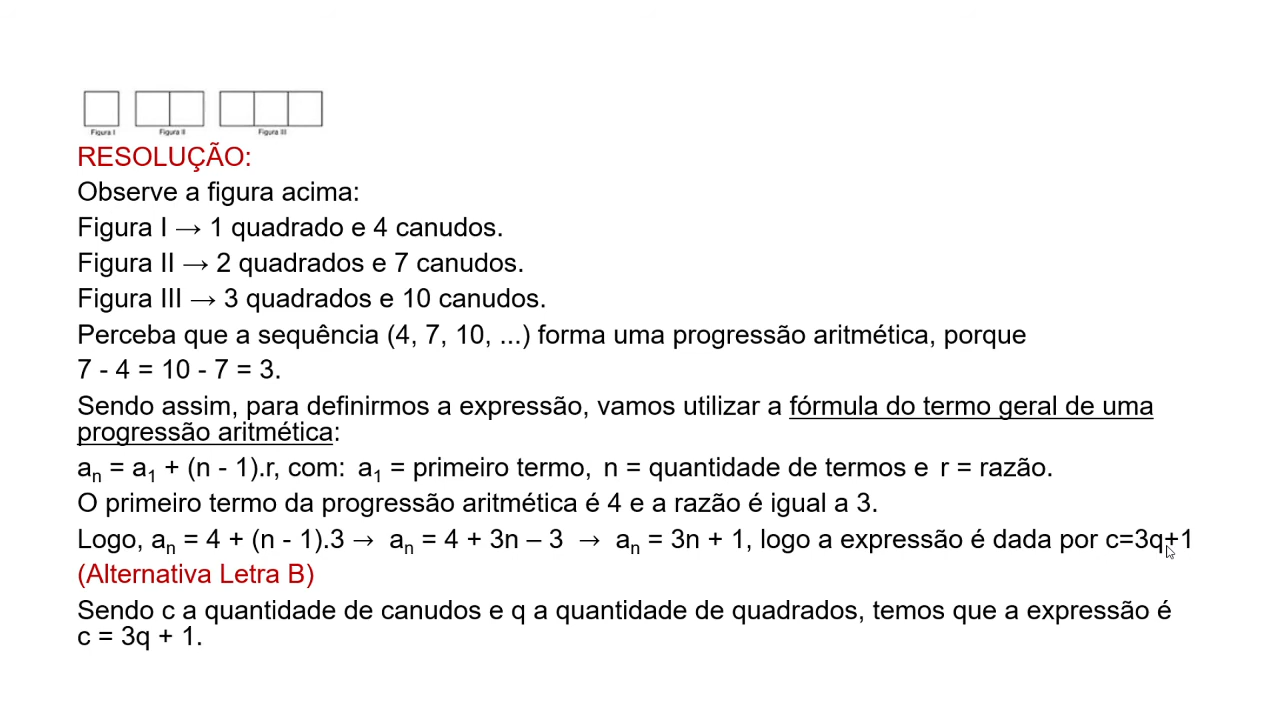 Figura I Figura II Figura III
RESOLUÇÃO:
Observe a figura acima:
Figura I → 1 quadrado e 4 canudos.
Figura II → 2 quadrados e 7 canudos.
Figura III → 3 quadrados e 10 canudos.
Perceba que a sequência (4, 7, 10, ...) forma uma progressão aritmética, porque
7 - 4 = 10 - 7 = 3.
Sendo assim, para definirmos a expressão, vamos utilizar a fórmula do termo geral de uma
progressão aritmética:
aₙ = a₁ + (n - 1).r, com: a₁ = primeiro termo, n = quantidade de termos e r = razão.
O primeiro termo da progressão aritmética é 4 e a razão é igual a 3.
Logo, aₙ = 4 + (n - 1).3 → aₙ = 4 + 3n – 3 → aₙ = 3n + 1, logo a expressão é dada por c=3q+1
(Alternativa Letra B)
Sendo c a quantidade de canudos e q a quantidade de quadrados, temos que a expressão é
c = 3q + 1.